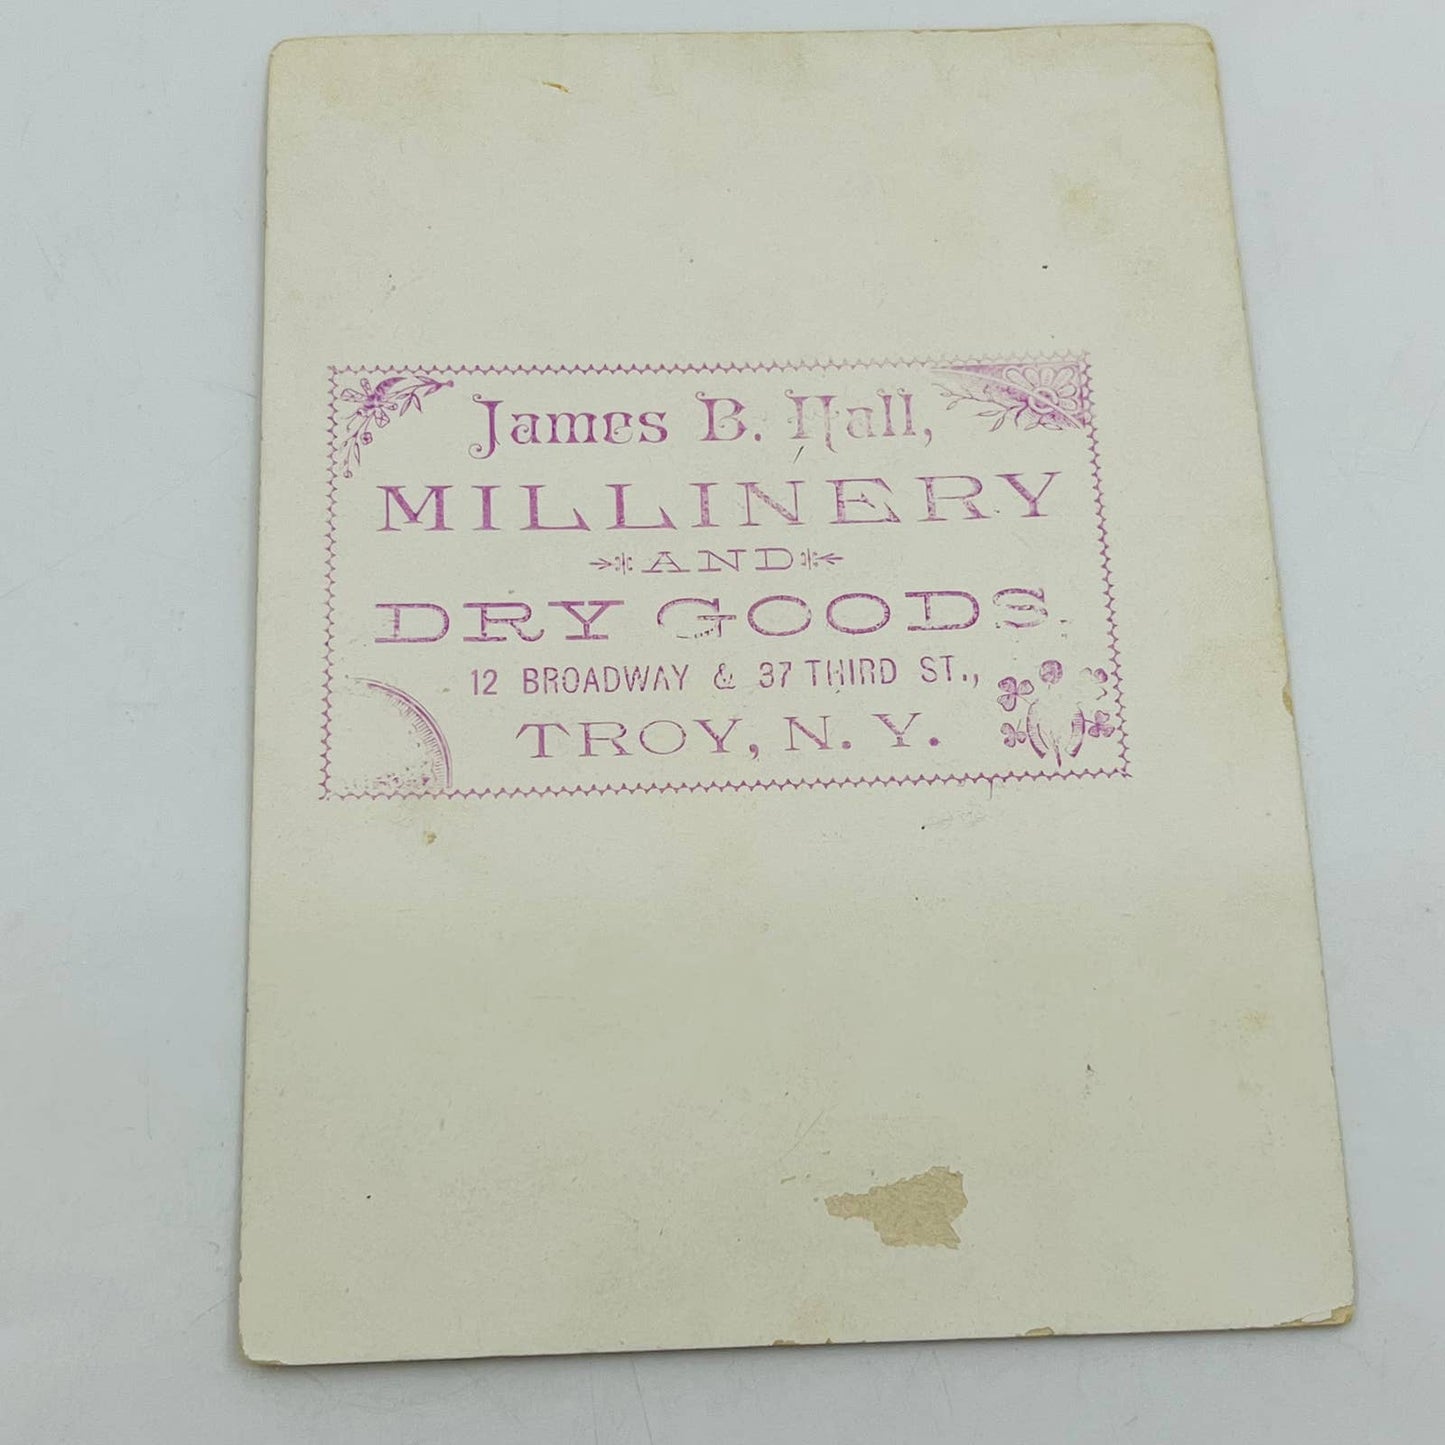 James B. Hall,
MILLINERY
AND
DRY GOODS.
12 BROADWAY & 37 THIRD ST.,
TROY, N. Y.